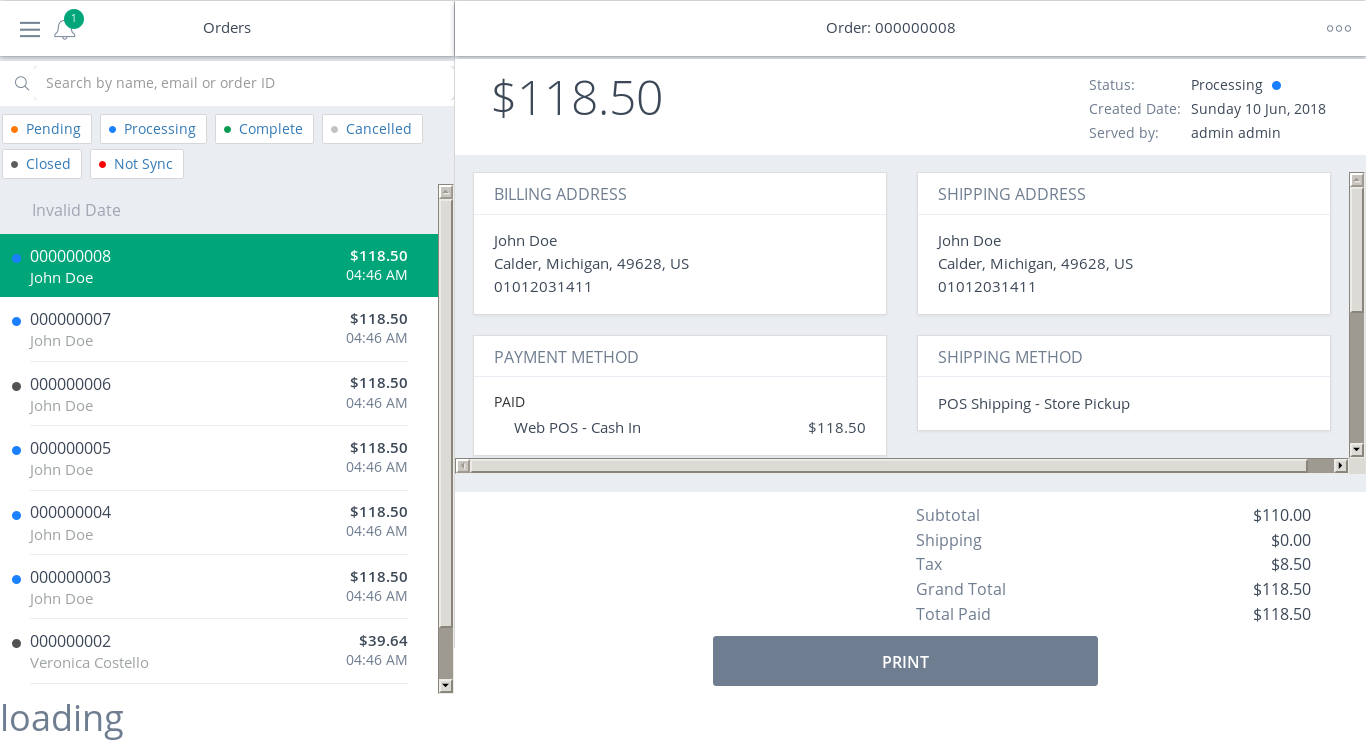 1
Orders
Search by name, email or order ID
Pending
Processing
Complete
Cancelled
Closed
Not Sync
Invalid Date
000000008 $118.50
John Doe 04:46 AM
000000007 $118.50
John Doe 04:46 AM
000000006 $118.50
John Doe 04:46 AM
000000005 $118.50
John Doe 04:46 AM
000000004 $118.50
John Doe 04:46 AM
000000003 $118.50
John Doe 04:46 AM
000000002 $39.64
Veronica Costello 04:46 AM
loading
Order: 000000008
$118.50
Status: Processing
Created Date: Sunday 10 Jun, 2018
Served by: admin admin
BILLING ADDRESS
John Doe
Calder, Michigan, 49628, US
01012031411
SHIPPING ADDRESS
John Doe
Calder, Michigan, 49628, US
01012031411
PAYMENT METHOD
PAID
Web POS - Cash In $118.50
SHIPPING METHOD
POS Shipping - Store Pickup
Subtotal $110.00
Shipping $0.00
Tax $8.50
Grand Total $118.50
Total Paid $118.50
PRINT